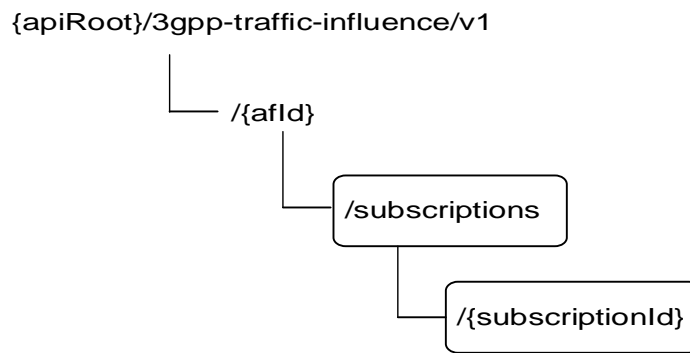 {apiRoot}/3gpp-traffic-influence/v1
/{afId}
/subscriptions
/{subscriptionId}